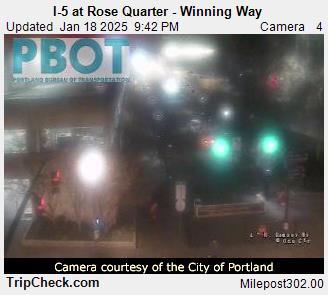 I-5 at Rose Quarter - Winning Way
Updated Jan 18 2025 9:42 PM Camera 4
PBOT
PORTLAND BUREAU OF TRANSPORTATION
Camera courtesy of the City of Portland
TripCheck.com Milepost302.00